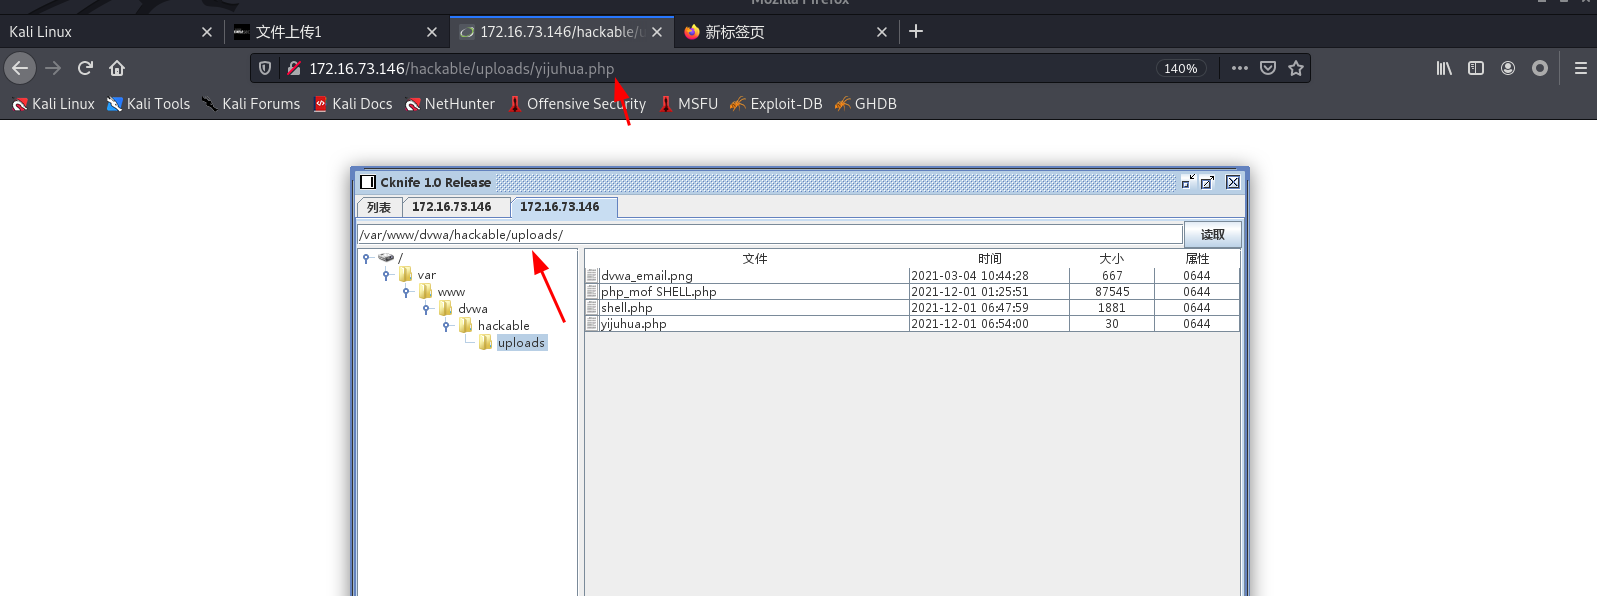 Mozilla Firefox
Kali Linux 文件上传1 172.16.73.146/hackable/u 新标签页
172.16.73.146/hackable/uploads/yijuhua.php 140%
Kali Linux Kali Tools Kali Forums Kali Docs NetHunter Offensive Security MSFU Exploit-DB GHDB
Cknife 1.0 Release
列表 172.16.73.146 172.16.73.146
/var/www/dvwa/hackable/uploads/ 读取
/ 文件 时间 大小 属性
var dvwa_email.png 2021-03-04 10:44:28 667 0644
www php_mof SHELL.php 2021-12-01 01:25:51 87545 0644
dvwa shell.php 2021-12-01 06:47:59 1881 0644
hackable yijuhua.php 2021-12-01 06:54:00 30 0644
uploads